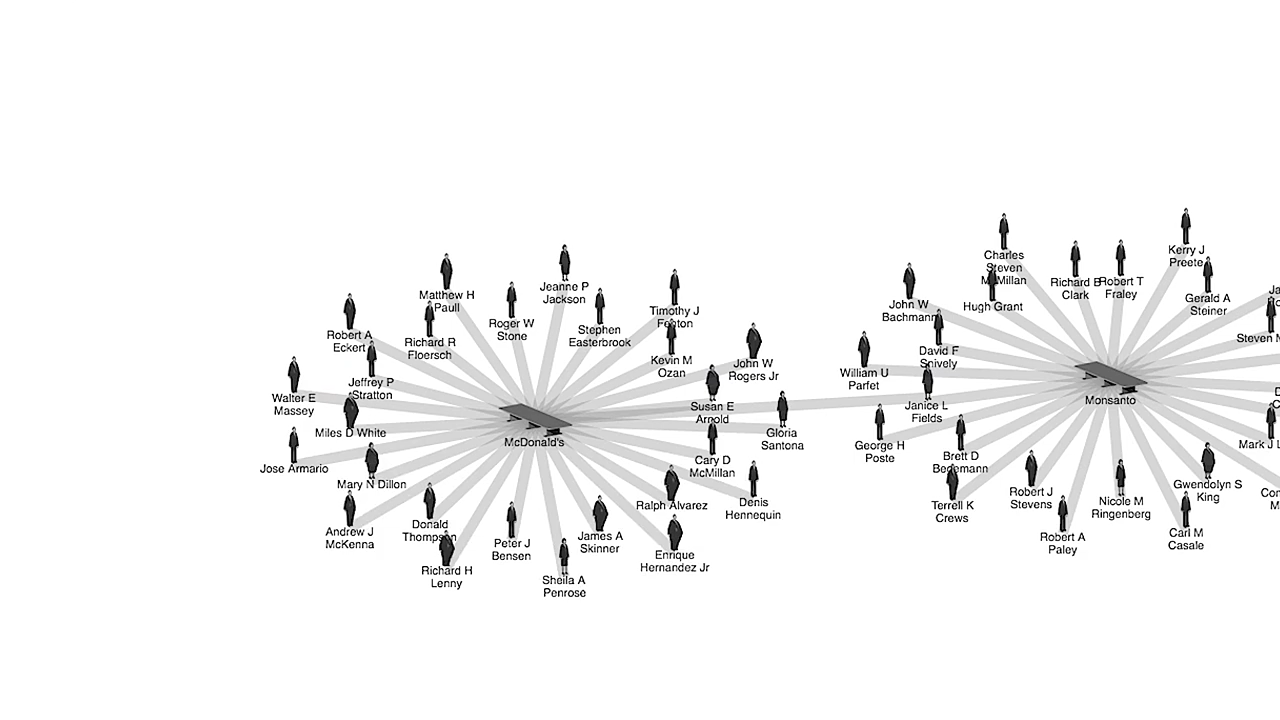 Kerry J
Preete
Charles
Steven
McMillan
Richard B
Clark
Robert T
Fraley
Jeanne P
Jackson
Matthew H
Paull
Gerald A
Steiner
Hugh Grant
John W
Bachmann
Timothy J
Fenton
Roger W
Stone
Stephen
Easterbrook
Steven M
Robert A
Eckert
Richard R
Floersch
David F
Snively
Kevin M
Ozan
John W
Rogers Jr
William U
Parfet
Jeffrey P
Stratton
Walter E
Massey
Monsanto
Susan E
Arnold
Janice L
Fields
Miles D White
McDonald's
Gloria
Santona
George H
Poste
Mark J L
Brett D
Begemann
Jose Armario
Cary D
McMillan
Mary N Dillon
Gwendolyn S
King
Robert J
Stevens
Ralph Alvarez
Denis
Hennequin
Terrell K
Crews
Nicole M
Ringenberg
Donald
Thompson
Andrew J
McKenna
Robert A
Paley
Carl M
Casale
James A
Skinner
Peter J
Bensen
Enrique
Hernandez Jr
Richard H
Lenny
Sheila A
Penrose